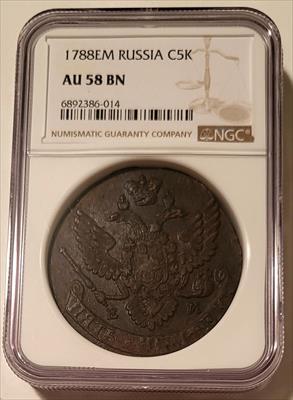 1788EM RUSSIA C5K
AU 58 BN
6892386-014
NUMISMATIC GUARANTY COMPANY
NGC
E M